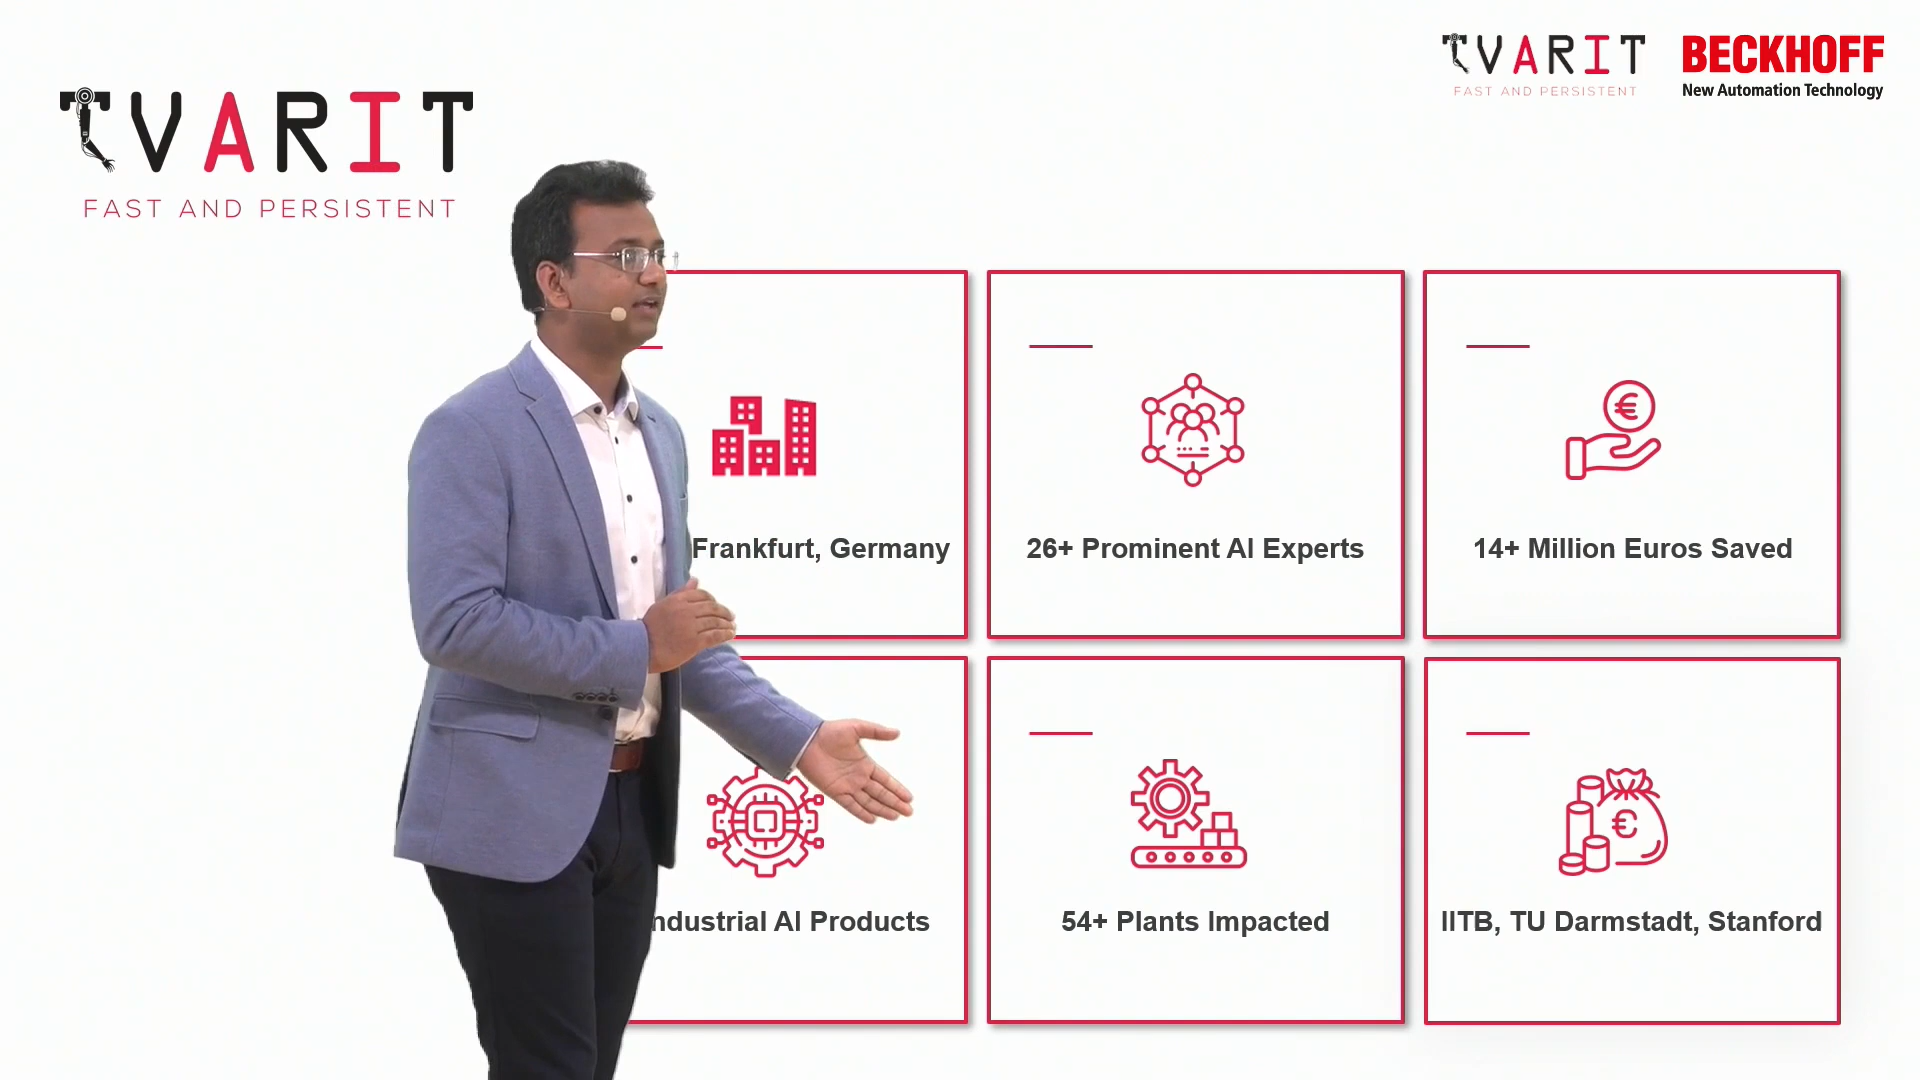 TVARIT
FAST AND PERSISTENT
TVARIT
FAST AND PERSISTENT
BECKHOFF
New Automation Technology
Frankfurt, Germany
26+ Prominent AI Experts
14+ Million Euros Saved
ndustrial AI Products
54+ Plants Impacted
IITB, TU Darmstadt, Stanford